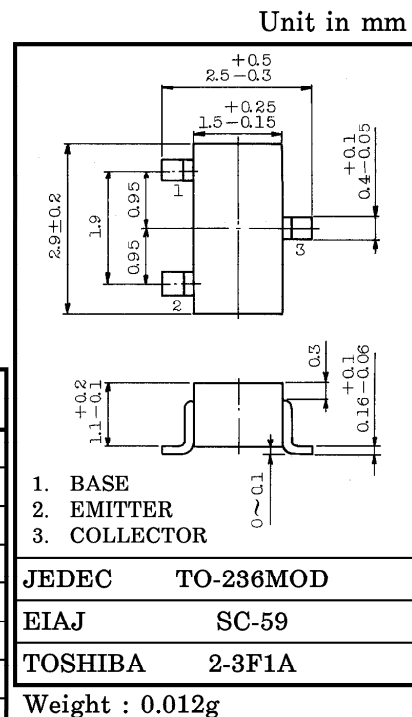 Unit in mm
+0.5
2.5-0.3
+0.25
1.5-0.15
+0.1
0.4-0.05
2.9±0.2
1.9
0.95
0.95
1
2
3
+0.2
1.1-0.1
0.3
+0.1
0.16-0.06
0~0.1
1. BASE
2. EMITTER
3. COLLECTOR
JEDEC TO-236MOD
EIAJ SC-59
TOSHIBA 2-3F1A
Weight : 0.012g